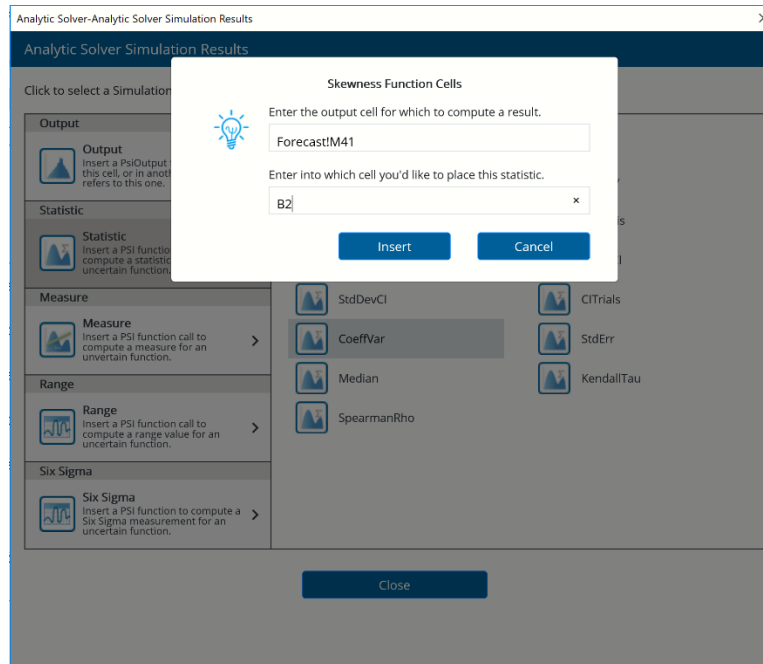 Analytic Solver-Analytic Solver Simulation Results
Analytic Solver Simulation Results
Click to select a Simulation
Skewness Function Cells
Enter the output cell for which to compute a result.
Forecast!M41
Enter into which cell you'd like to place this statistic.
B2
×
Insert
Cancel
Output
Output
Insert a PsiOutput
this cell, or in anoth
refers to this one.
Statistic
Statistic
Insert a PSI functio
compute a statistic
uncertain function.
Measure
Measure
Insert a PSI function call to
compute a measure for an
unvertain function.
Range
Range
Insert a PSI function call to
compute a range value for an
uncertain function.
Six Sigma
Six Sigma
Insert a PSI function to compute a
Six Sigma measurement for an
uncertain function.
is
StdDevCI
CITrials
CoeffVar
StdErr
Median
KendallTau
SpearmanRho
Close